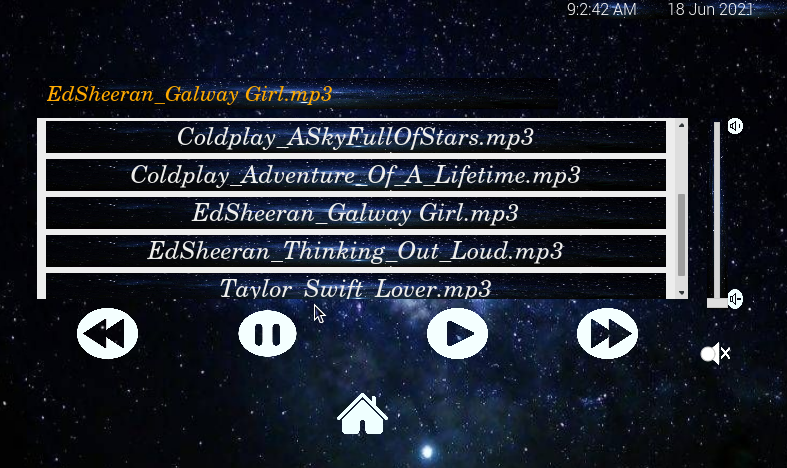 9:2:42 AM 18 Jun 2021
EdSheeran_Galway Girl.mp3
Coldplay_ASkyFullOfStars.mp3
Coldplay_Adventure_Of_A_Lifetime.mp3
EdSheeran_Galway Girl.mp3
EdSheeran_Thinking_Out_Loud.mp3
Taylor_Swift_Lover.mp3